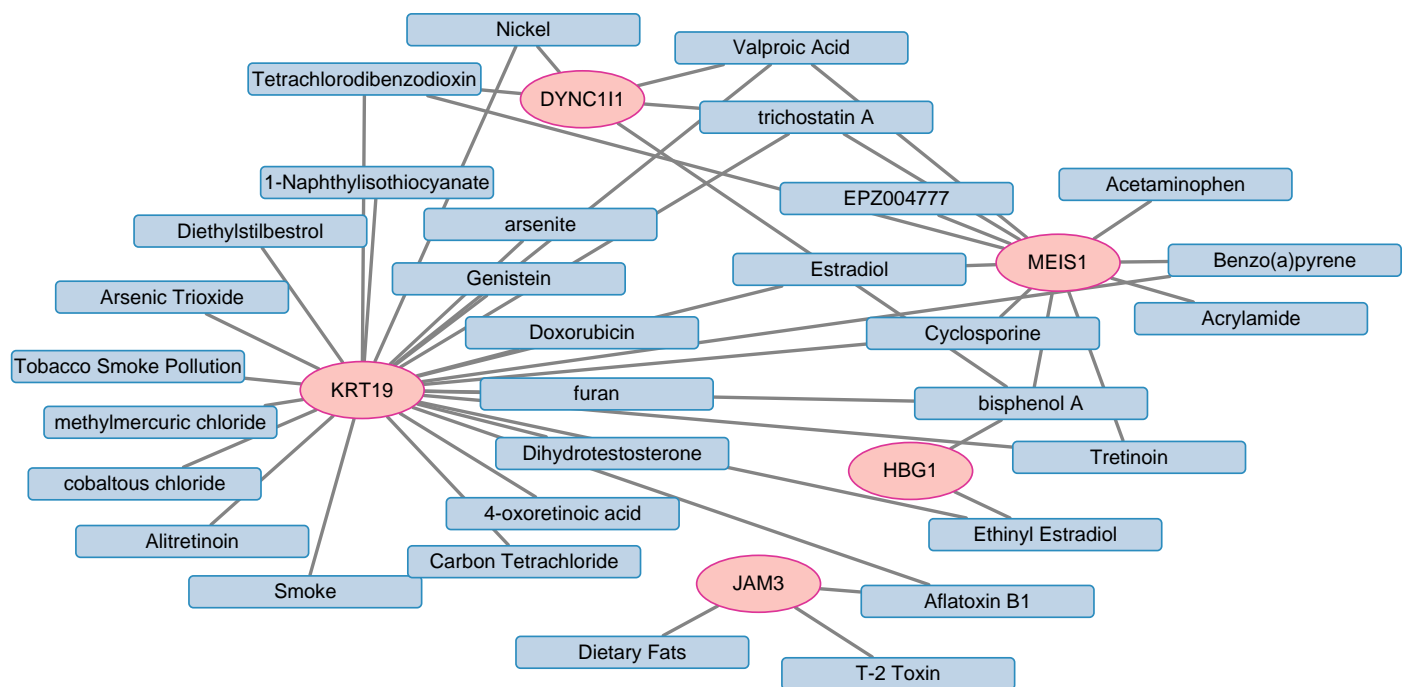 Nickel
Valproic Acid
Tetrachlorodibenzodioxin
DYNC1I1
trichostatin A
1-Naphthylisothiocyanate
Acetaminophen
EPZ004777
arsenite
Diethylstilbestrol
MEIS1
Benzo(a)pyrene
Estradiol
Genistein
Arsenic Trioxide
Acrylamide
Doxorubicin
Cyclosporine
Tobacco Smoke Pollution
KRT19
furan
bisphenol A
methylmercuric chloride
Dihydrotestosterone
Tretinoin
HBG1
cobaltous chloride
4-oxoretinoic acid
Ethinyl Estradiol
Alitretinoin
Carbon Tetrachloride
JAM3
Smoke
Aflatoxin B1
Dietary Fats
T-2 Toxin